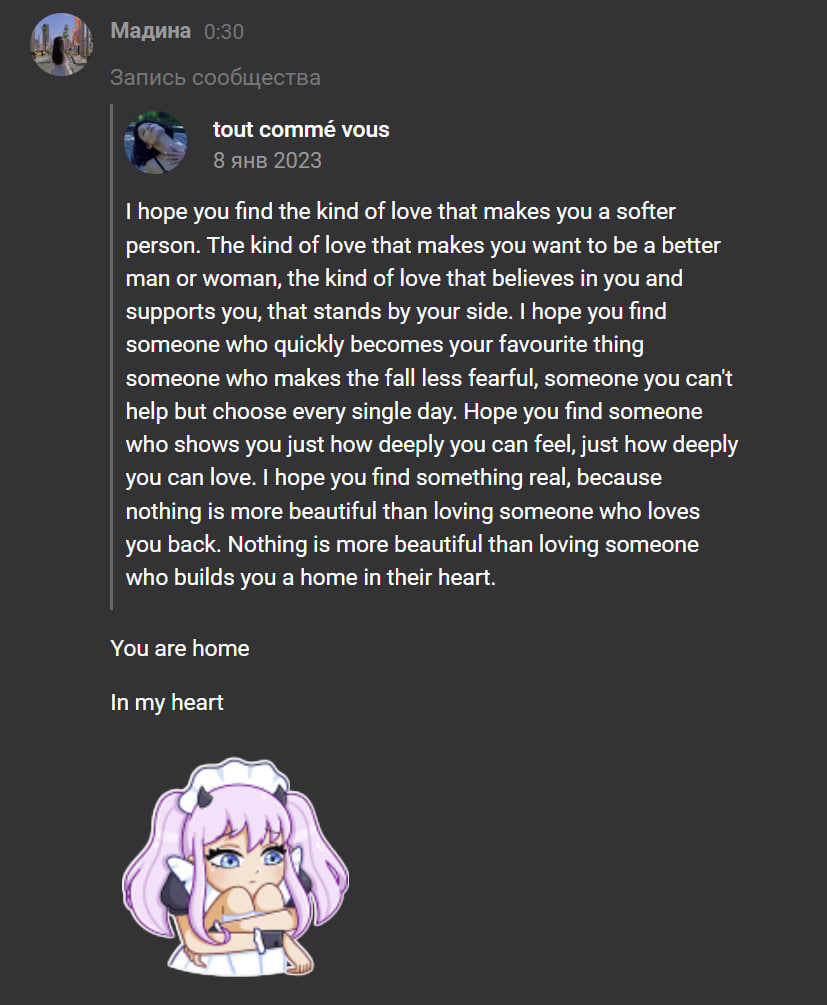 Мадина 0:30
Запись сообщества
tout commé vous
8 янв 2023
I hope you find the kind of love that makes you a softer
person. The kind of love that makes you want to be a better
man or woman, the kind of love that believes in you and
supports you, that stands by your side. I hope you find
someone who quickly becomes your favourite thing
someone who makes the fall less fearful, someone you can't
help but choose every single day. Hope you find someone
who shows you just how deeply you can feel, just how deeply
you can love. I hope you find something real, because
nothing is more beautiful than loving someone who loves
you back. Nothing is more beautiful than loving someone
who builds you a home in their heart.
You are home
In my heart